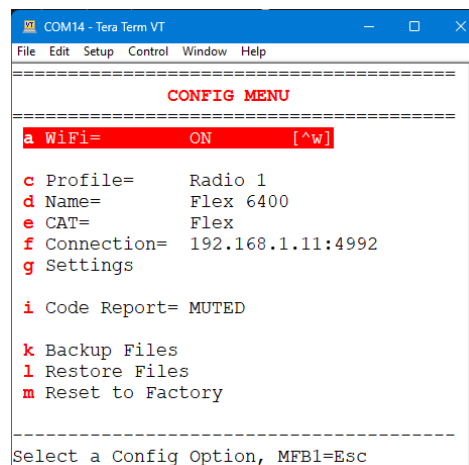 COM14 - Tera Term VT
File Edit Setup Control Window Help
==========================================
CONFIG MENU
==========================================
a WiFi= ON [^w]
c Profile= Radio 1
d Name= Flex 6400
e CAT= Flex
f Connection= 192.168.1.11:4992
g Settings
i Code Report= MUTED
k Backup Files
l Restore Files
m Reset to Factory
------------------------------------------
Select a Config Option, MFB1=Esc